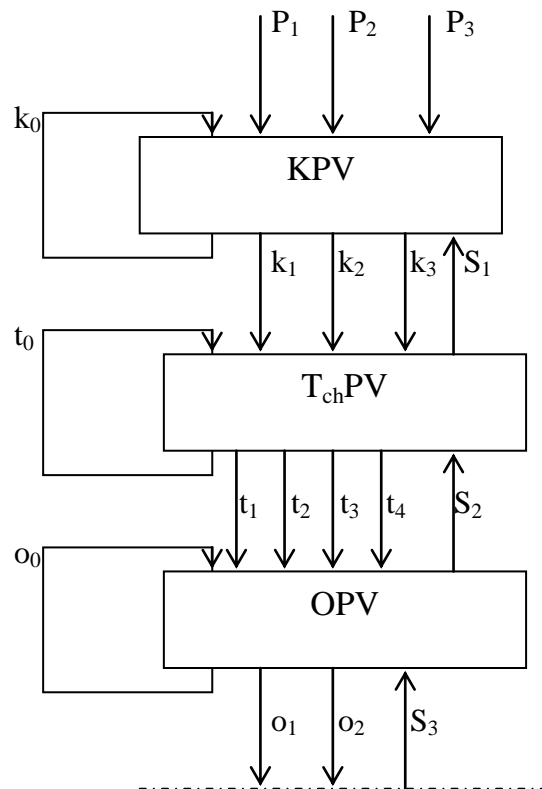 P₁ P₂ P₃
k₀
KPV
k₁ k₂ k₃ S₁
t₀
T_chPV
t₁ t₂ t₃ t₄ S₂
o₀
OPV
o₁ o₂ S₃